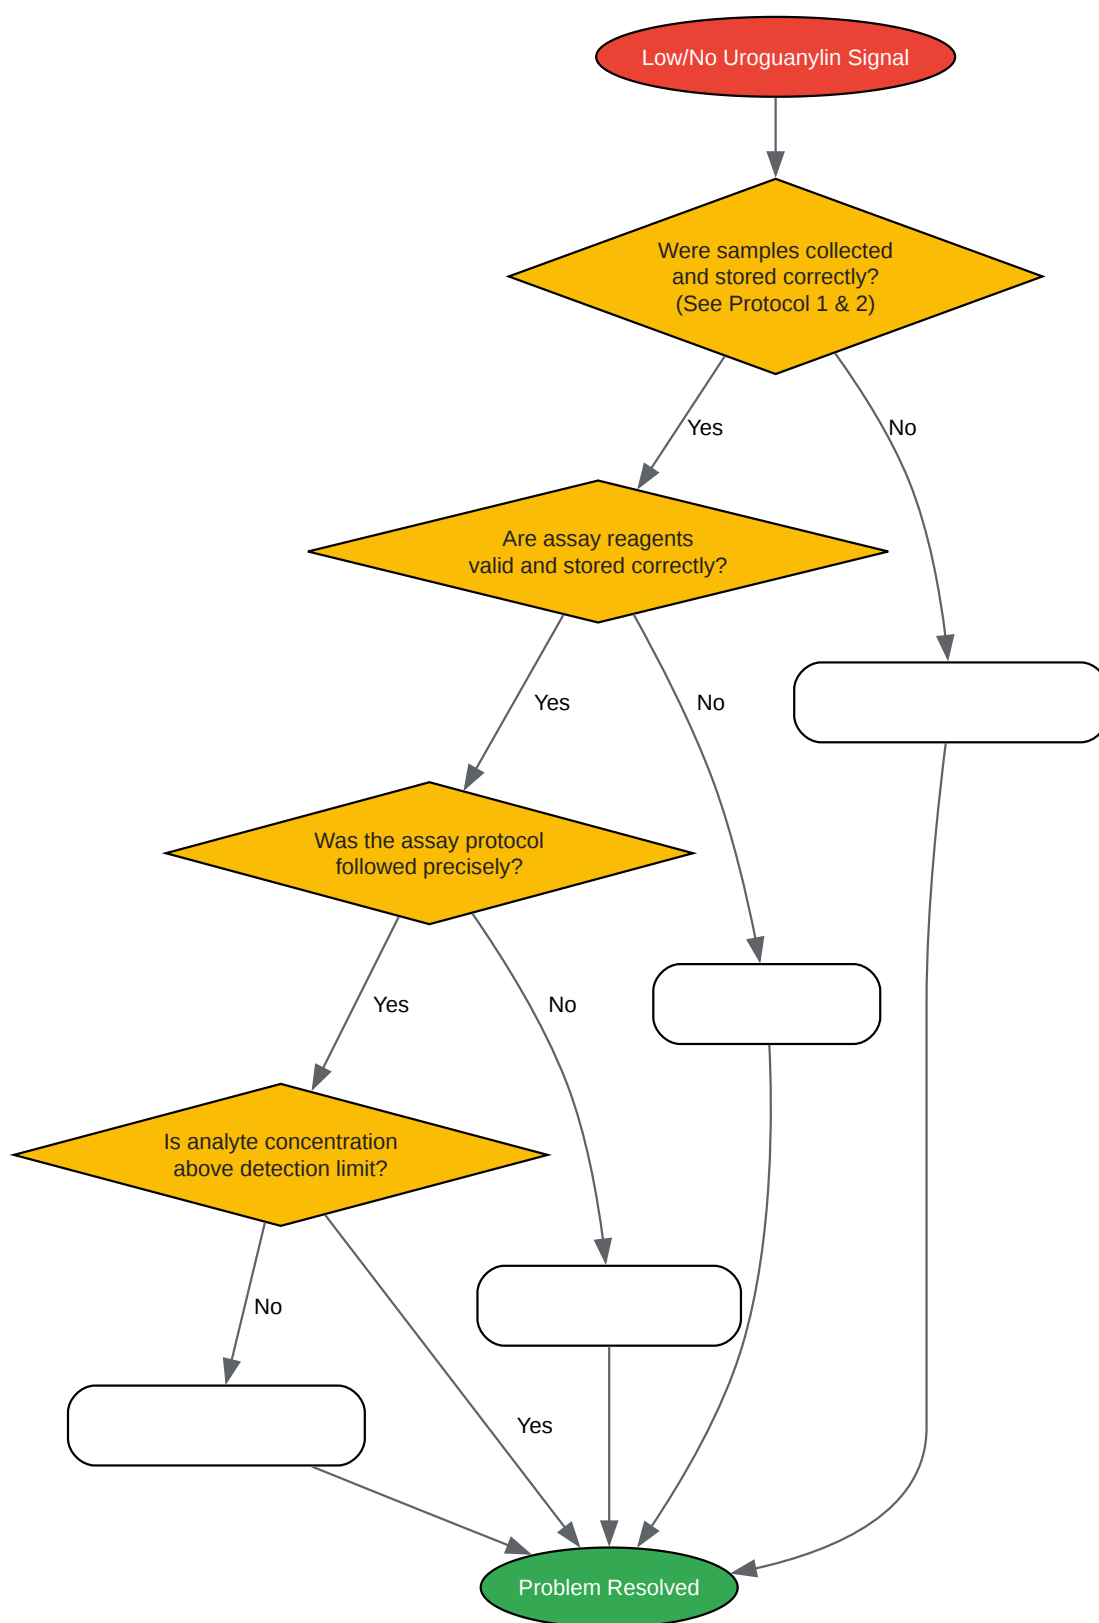 Low/No Uroguanylin Signal
Were samples collected
and stored correctly?
(See Protocol 1 & 2)
Yes
No
Are assay reagents
valid and stored correctly?
Yes
No
Was the assay protocol
followed precisely?
Yes
No
Is analyte concentration
above detection limit?
No
Yes
Problem Resolved